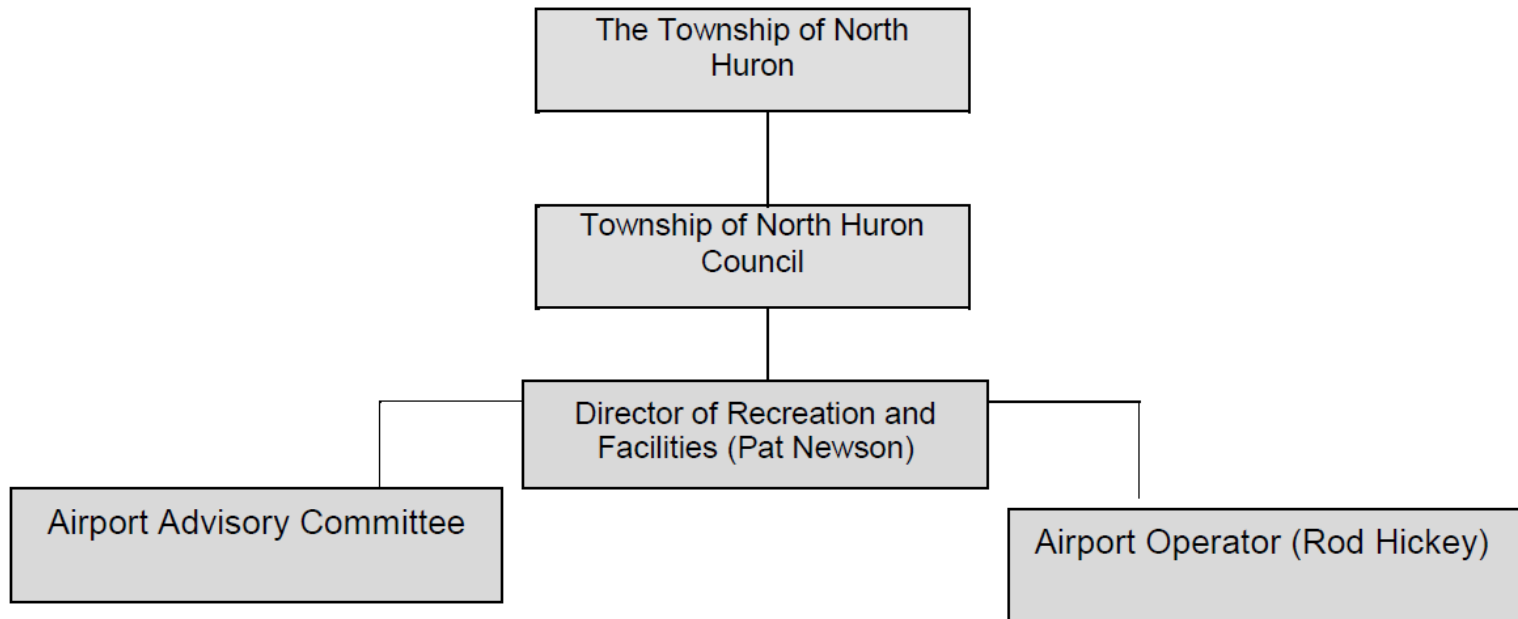 The Township of North
Huron
Township of North Huron
Council
Director of Recreation and
Facilities (Pat Newson)
Airport Advisory Committee
Airport Operator (Rod Hickey)